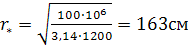 r* = √(100·10⁶ / 3,14·1200) = 163см